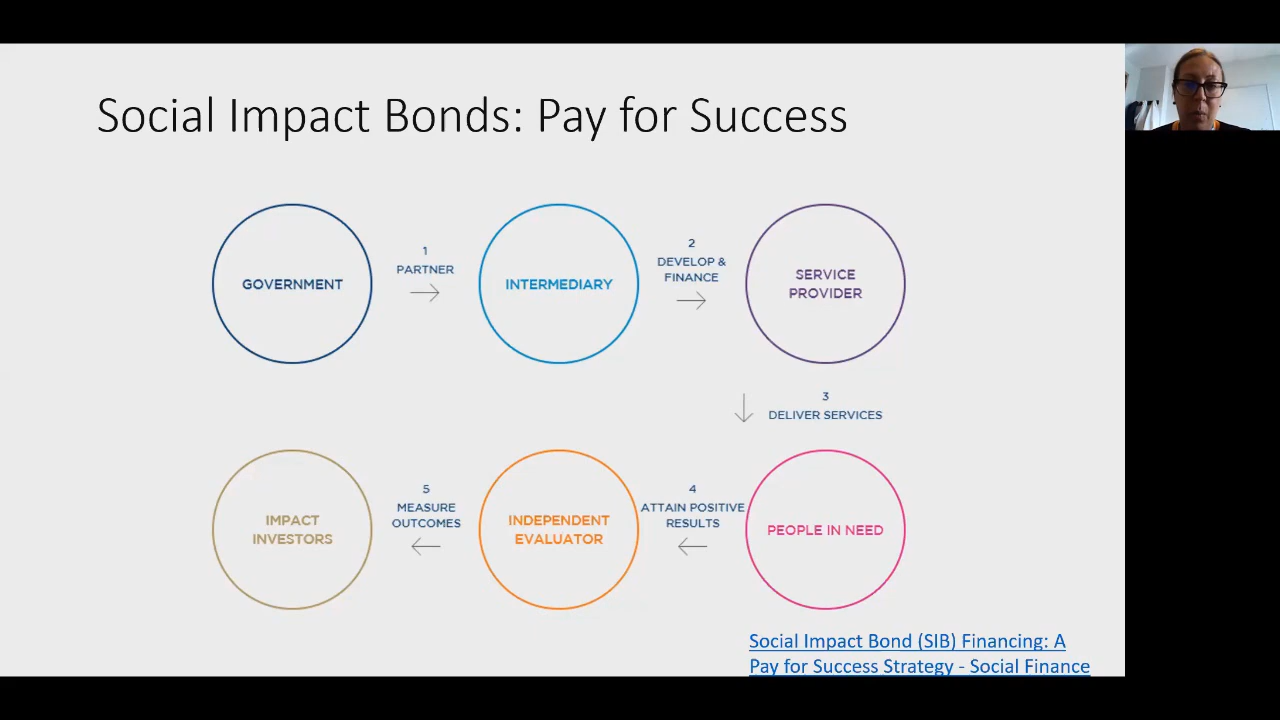 Social Impact Bonds: Pay for Success
GOVERNMENT
1
PARTNER
INTERMEDIARY
2
DEVELOP &
FINANCE
SERVICE
PROVIDER
3
DELIVER SERVICES
PEOPLE IN NEED
4
ATTAIN POSITIVE
RESULTS
INDEPENDENT
EVALUATOR
5
MEASURE
OUTCOMES
IMPACT
INVESTORS
Social Impact Bond (SIB) Financing: A
Pay for Success Strategy - Social Finance